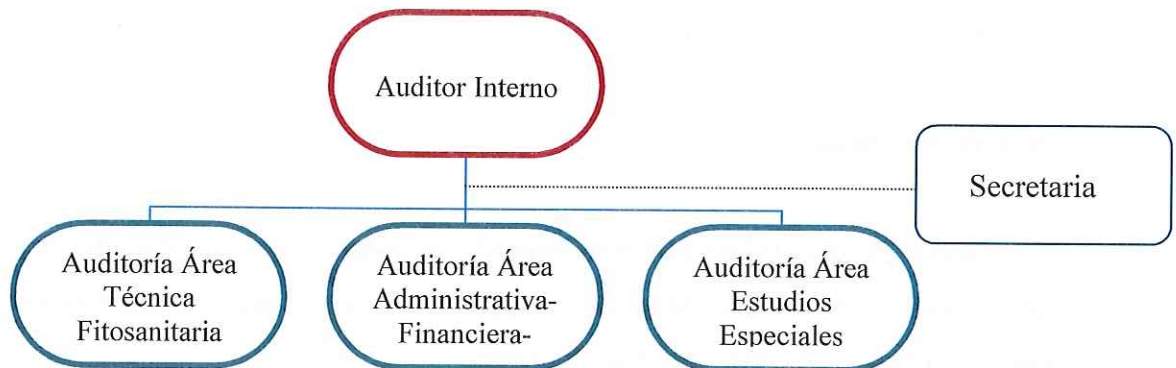 Auditor Interno
Secretaria
Auditoría Área
Técnica
Fitosanitaria
Auditoría Área
Administrativa-
Financiera-
Auditoría Área
Estudios
Especiales